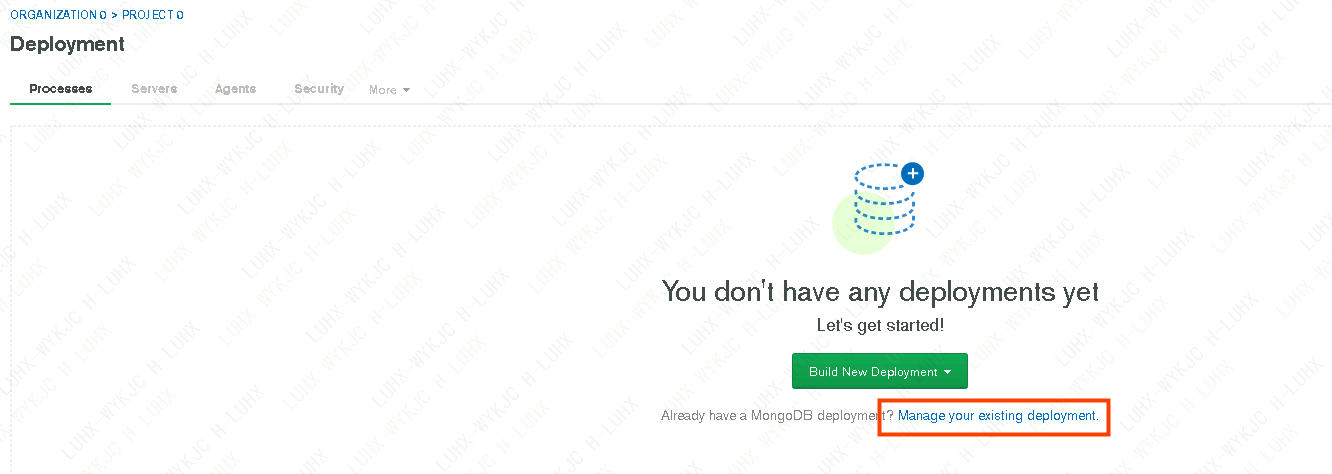 ORGANIZATION 0 > PROJECT 0
Deployment
Processes Servers Agents Security More
You don't have any deployments yet
Let's get started!
Build New Deployment
Already have a MongoDB deployment? Manage your existing deployment.